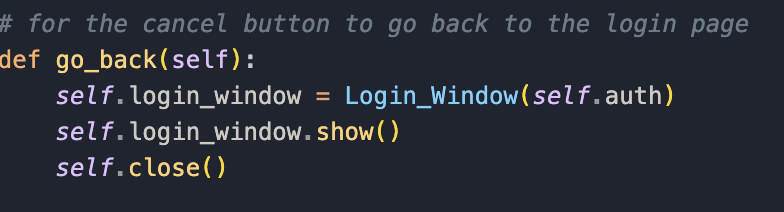 # for the cancel button to go back to the login page
def go_back(self):
    self.login_window = Login_Window(self.auth)
    self.login_window.show()
    self.close()